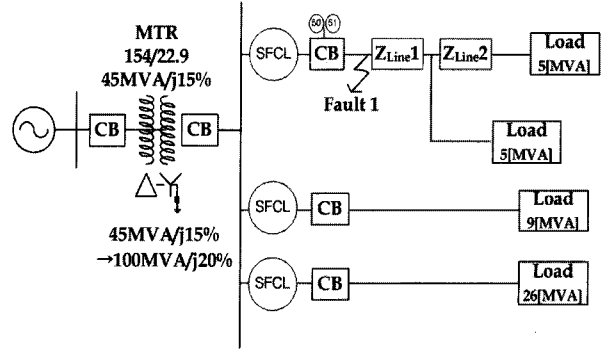 MTR
154/22.9
45MVA/j15%
CB
CB
45MVA/j15%
→100MVA/j20%
50 51
SFCL
CB
ZLine1
ZLine2
Load
5[MVA]
Fault 1
Load
5[MVA]
SFCL
CB
Load
9[MVA]
SFCL
CB
Load
26[MVA]